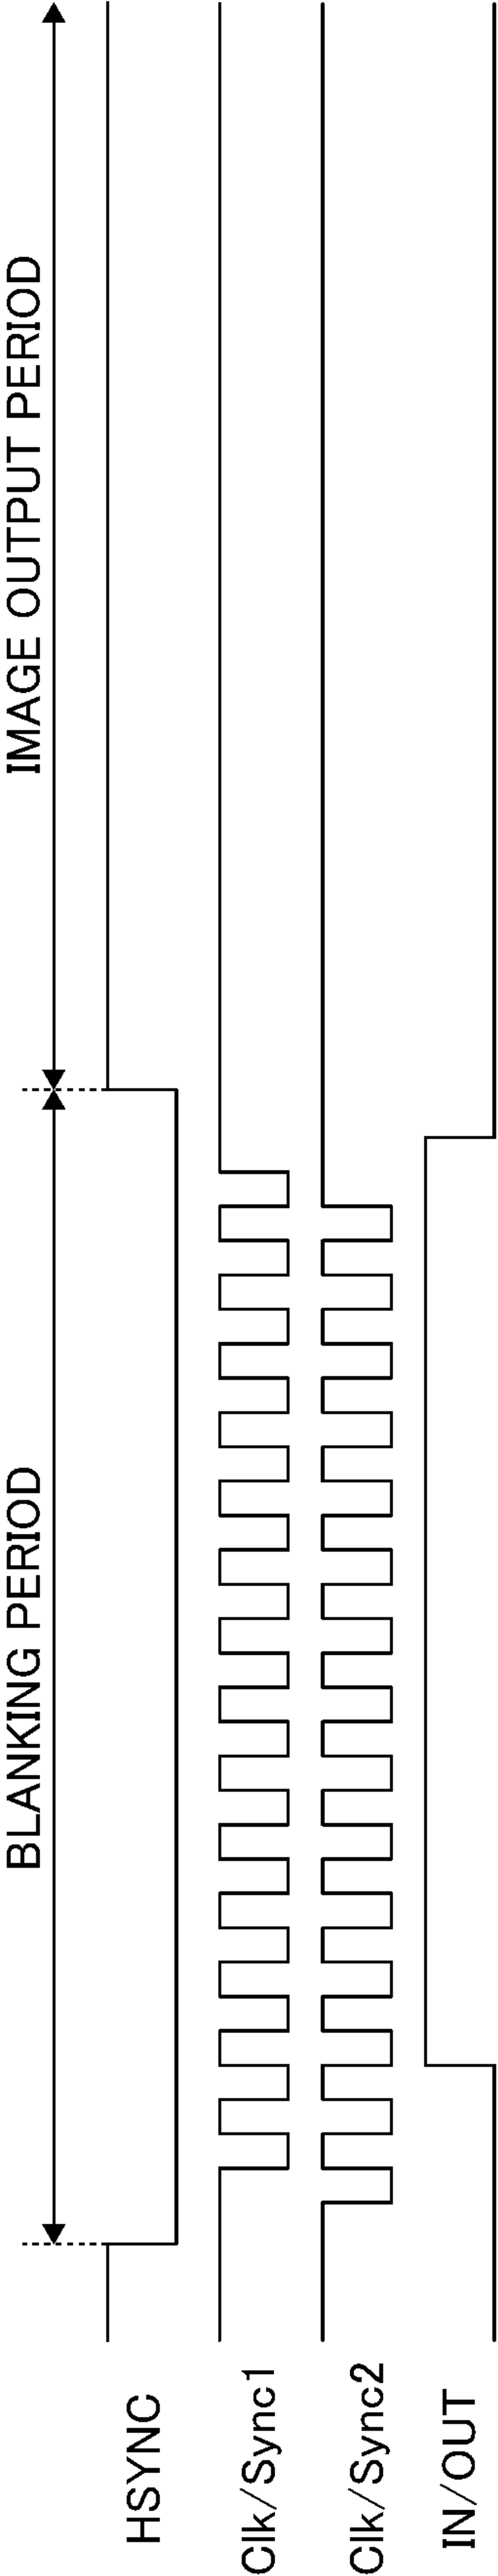 BLANKING PERIOD
IMAGE OUTPUT PERIOD
HSYNC
Clk/Sync1
Clk/Sync2
IN/OUT